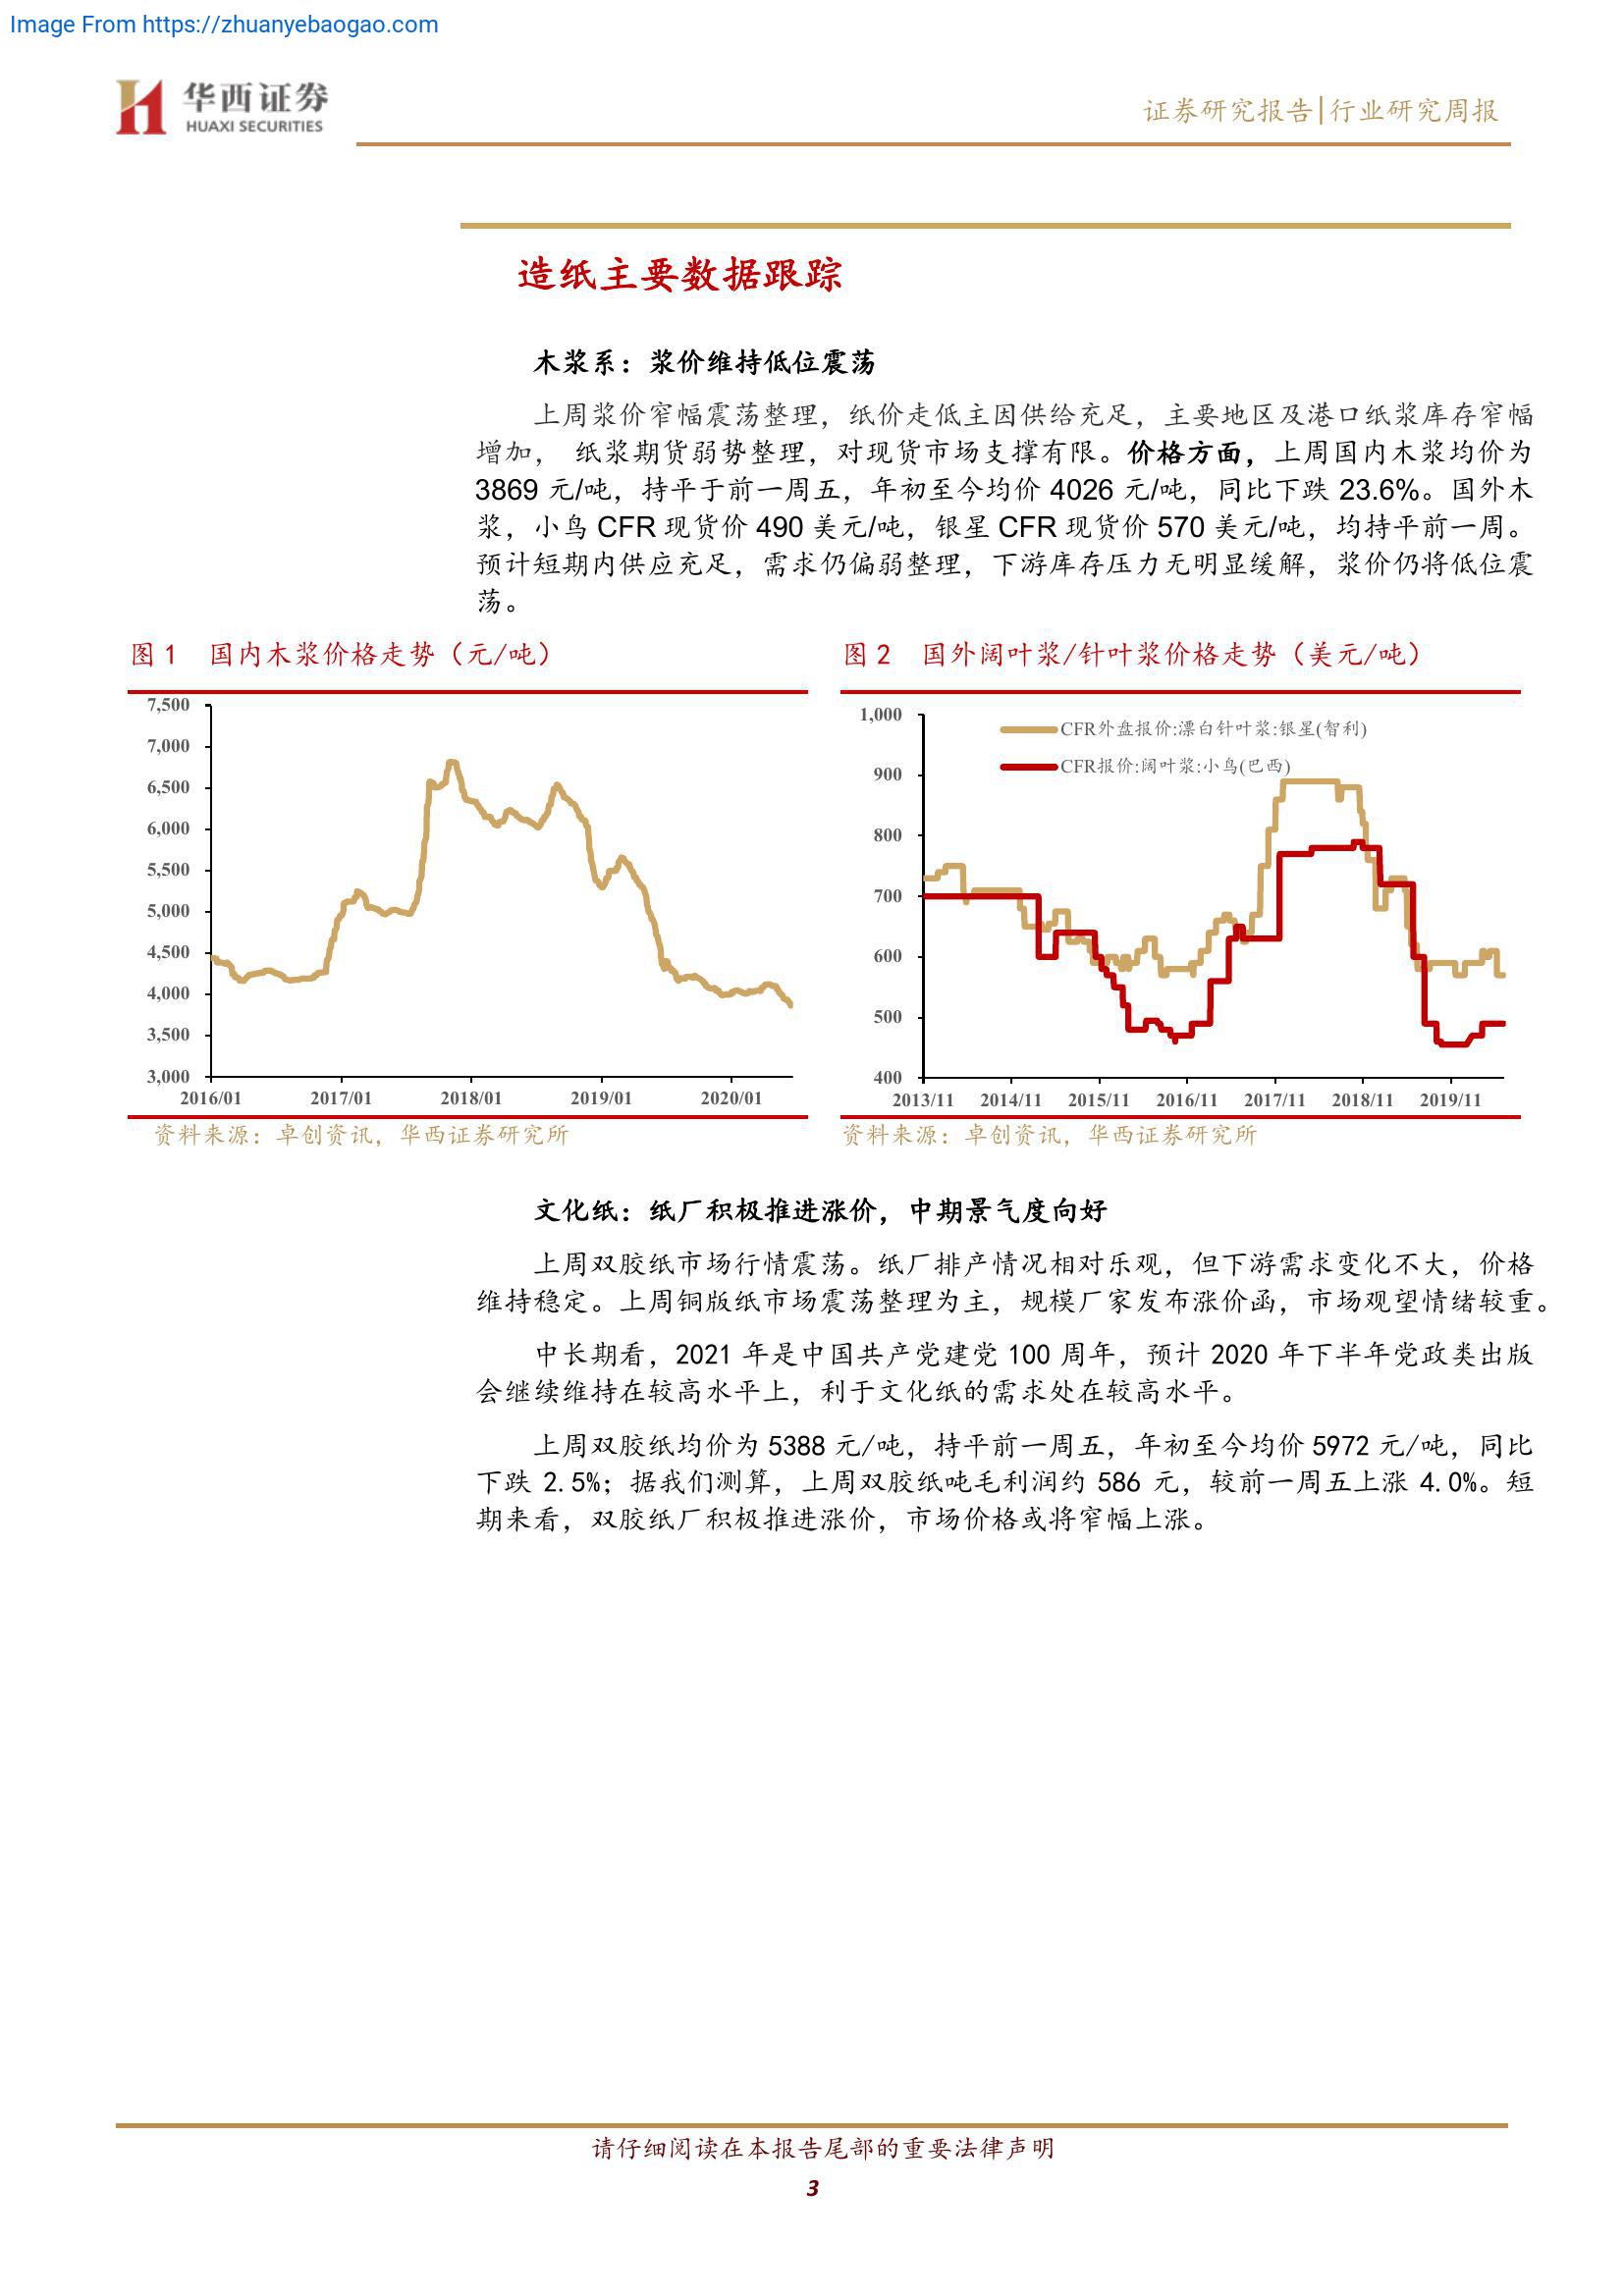 Image From https://zhuanyebaogao.com
华西证券
HUAXI SECURITIES
证券研究报告|行业研究周报
造纸主要数据跟踪
木浆系：浆价维持低位震荡
上周浆价窄幅震荡整理，纸价走低主因供给充足，主要地区及港口纸浆库存窄幅
增加， 纸浆期货弱势整理，对现货市场支撑有限。价格方面，上周国内木浆均价为
3869 元/吨，持平于前一周五，年初至今均价 4026 元/吨，同比下跌 23.6%。国外木
浆，小鸟 CFR 现货价 490 美元/吨，银星 CFR 现货价 570 美元/吨，均持平前一周。
预计短期内供应充足，需求仍偏弱整理，下游库存压力无明显缓解，浆价仍将低位震
荡。
图 1 国内木浆价格走势（元/吨）
7,500
7,000
6,500
6,000
5,500
5,000
4,500
4,000
3,500
3,000
2016/01 2017/01 2018/01 2019/01 2020/01
资料来源：卓创资讯，华西证券研究所
图 2 国外阔叶浆/针叶浆价格走势（美元/吨）
CFR外盘报价:漂白针叶浆:银星(智利)
CFR报价:阔叶浆:小鸟(巴西)
1,000
900
800
700
600
500
400
2013/11 2014/11 2015/11 2016/11 2017/11 2018/11 2019/11
资料来源：卓创资讯，华西证券研究所
文化纸：纸厂积极推进涨价，中期景气度向好
上周双胶纸市场行情震荡。纸厂排产情况相对乐观，但下游需求变化不大，价格
维持稳定。上周铜版纸市场震荡整理为主，规模厂家发布涨价函，市场观望情绪较重。
中长期看，2021 年是中国共产党建党 100 周年，预计 2020 年下半年党政类出版
会继续维持在较高水平上，利于文化纸的需求处在较高水平。
上周双胶纸均价为 5388 元/吨，持平前一周五，年初至今均价 5972 元/吨，同比
下跌 2.5%；据我们测算，上周双胶纸吨毛利润约 586 元，较前一周五上涨 4.0%。短
期来看，双胶纸厂积极推进涨价，市场价格或将窄幅上涨。
请仔细阅读在本报告尾部的重要法律声明
3